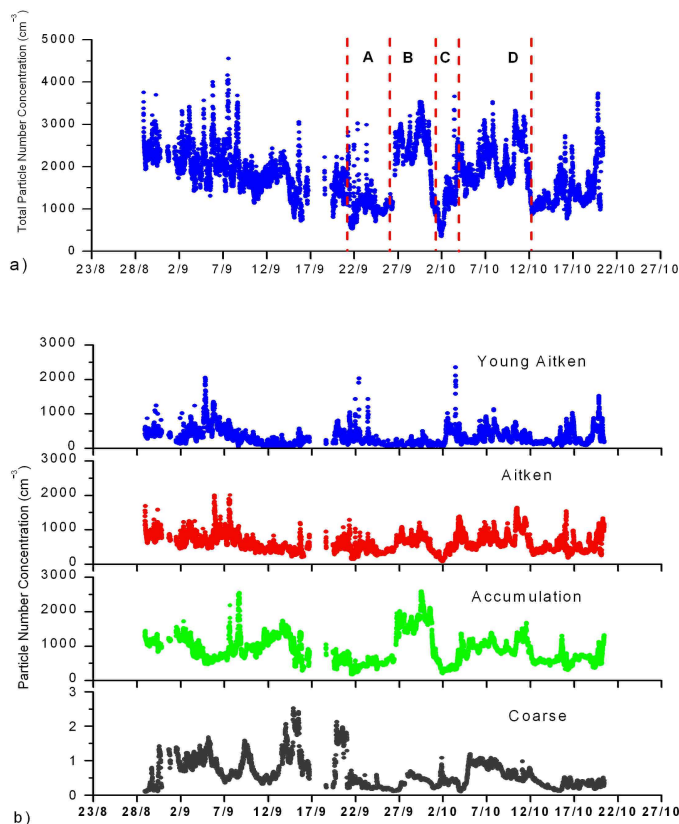 A B C D
Total Particle Number Concentration (cm⁻³)
5000
4000
3000
2000
1000
0
a)
23/8 28/8 2/9 7/9 12/9 17/9 22/9 27/9 2/10 7/10 12/10 17/10 22/10 27/10
Particle Number Concentration (cm⁻³)
3000
2000
1000
0
Young Aitken
3000
2000
1000
0
Aitken
3000
2000
1000
0
Accumulation
3
2
1
0
Coarse
b)
23/8 28/8 2/9 7/9 12/9 17/9 22/9 27/9 2/10 7/10 12/10 17/10 22/10 27/10